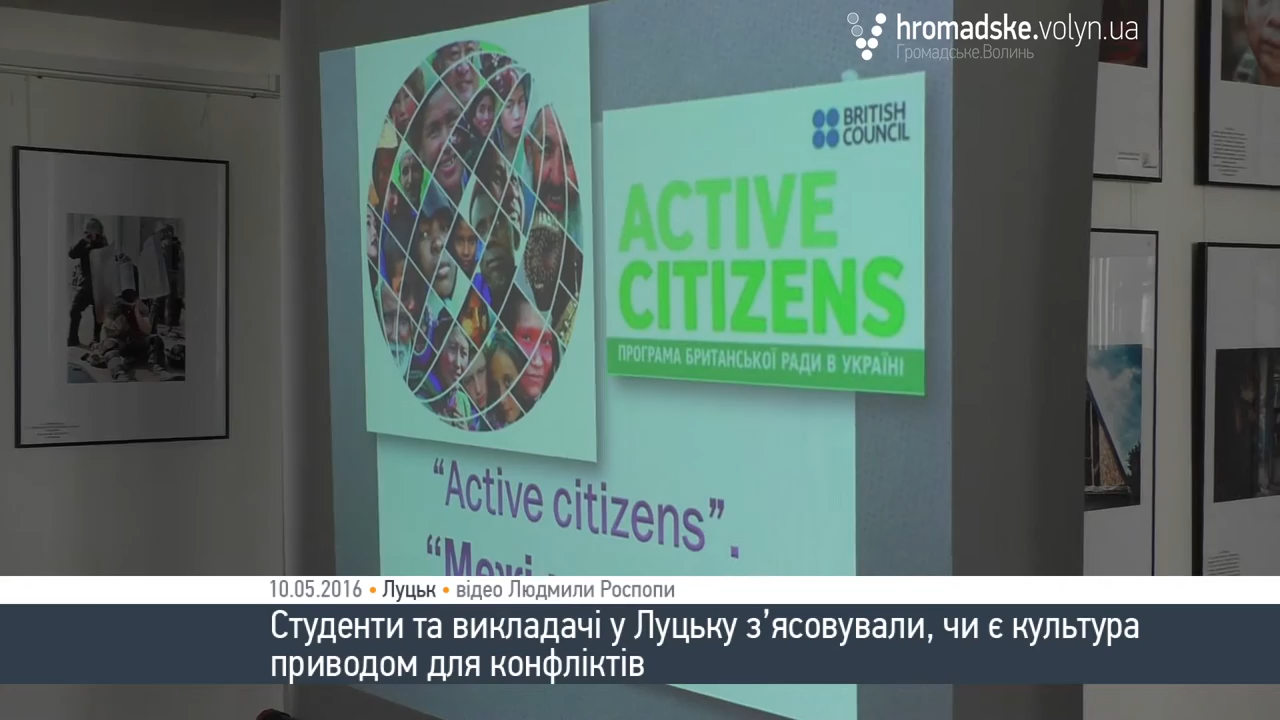 hromadske.volyn.ua
Громадське.Волинь
BRITISH
COUNCIL
ACTIVE
CITIZENS
ПРОГРАМА БРИТАНСЬКОЇ РАДИ В УКРАЇНІ
“Active citizens”.
“Межі
10.05.2016 • Луцьк • відео Людмили Роспопи
Студенти та викладачі у Луцьку з’ясовували, чи є культура
приводом для конфліктів